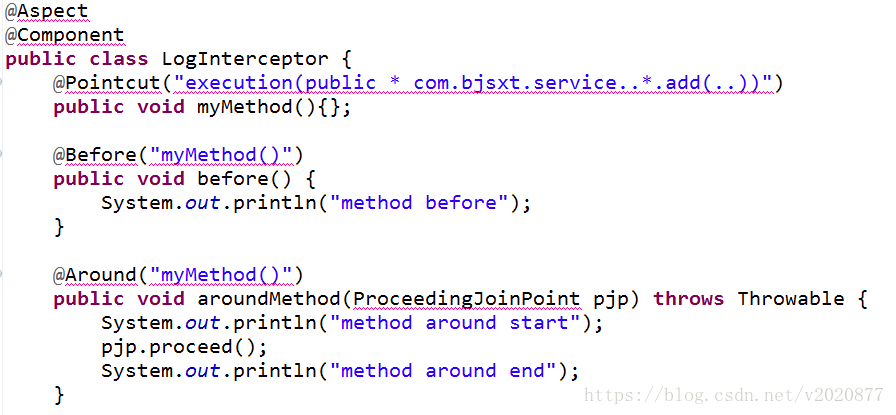 @Aspect
@Component
public class LogInterceptor {
    @Pointcut("execution(public * com.bjsxt.service..*.add(..))")
    public void myMethod(){};

    @Before("myMethod()")
    public void before() {
        System.out.println("method before");
    }

    @Around("myMethod()")
    public void aroundMethod(ProceedingJoinPoint pjp) throws Throwable {
        System.out.println("method around start");
        pjp.proceed();
        System.out.println("method around end");
    }
https://blog.csdn.net/v2020877